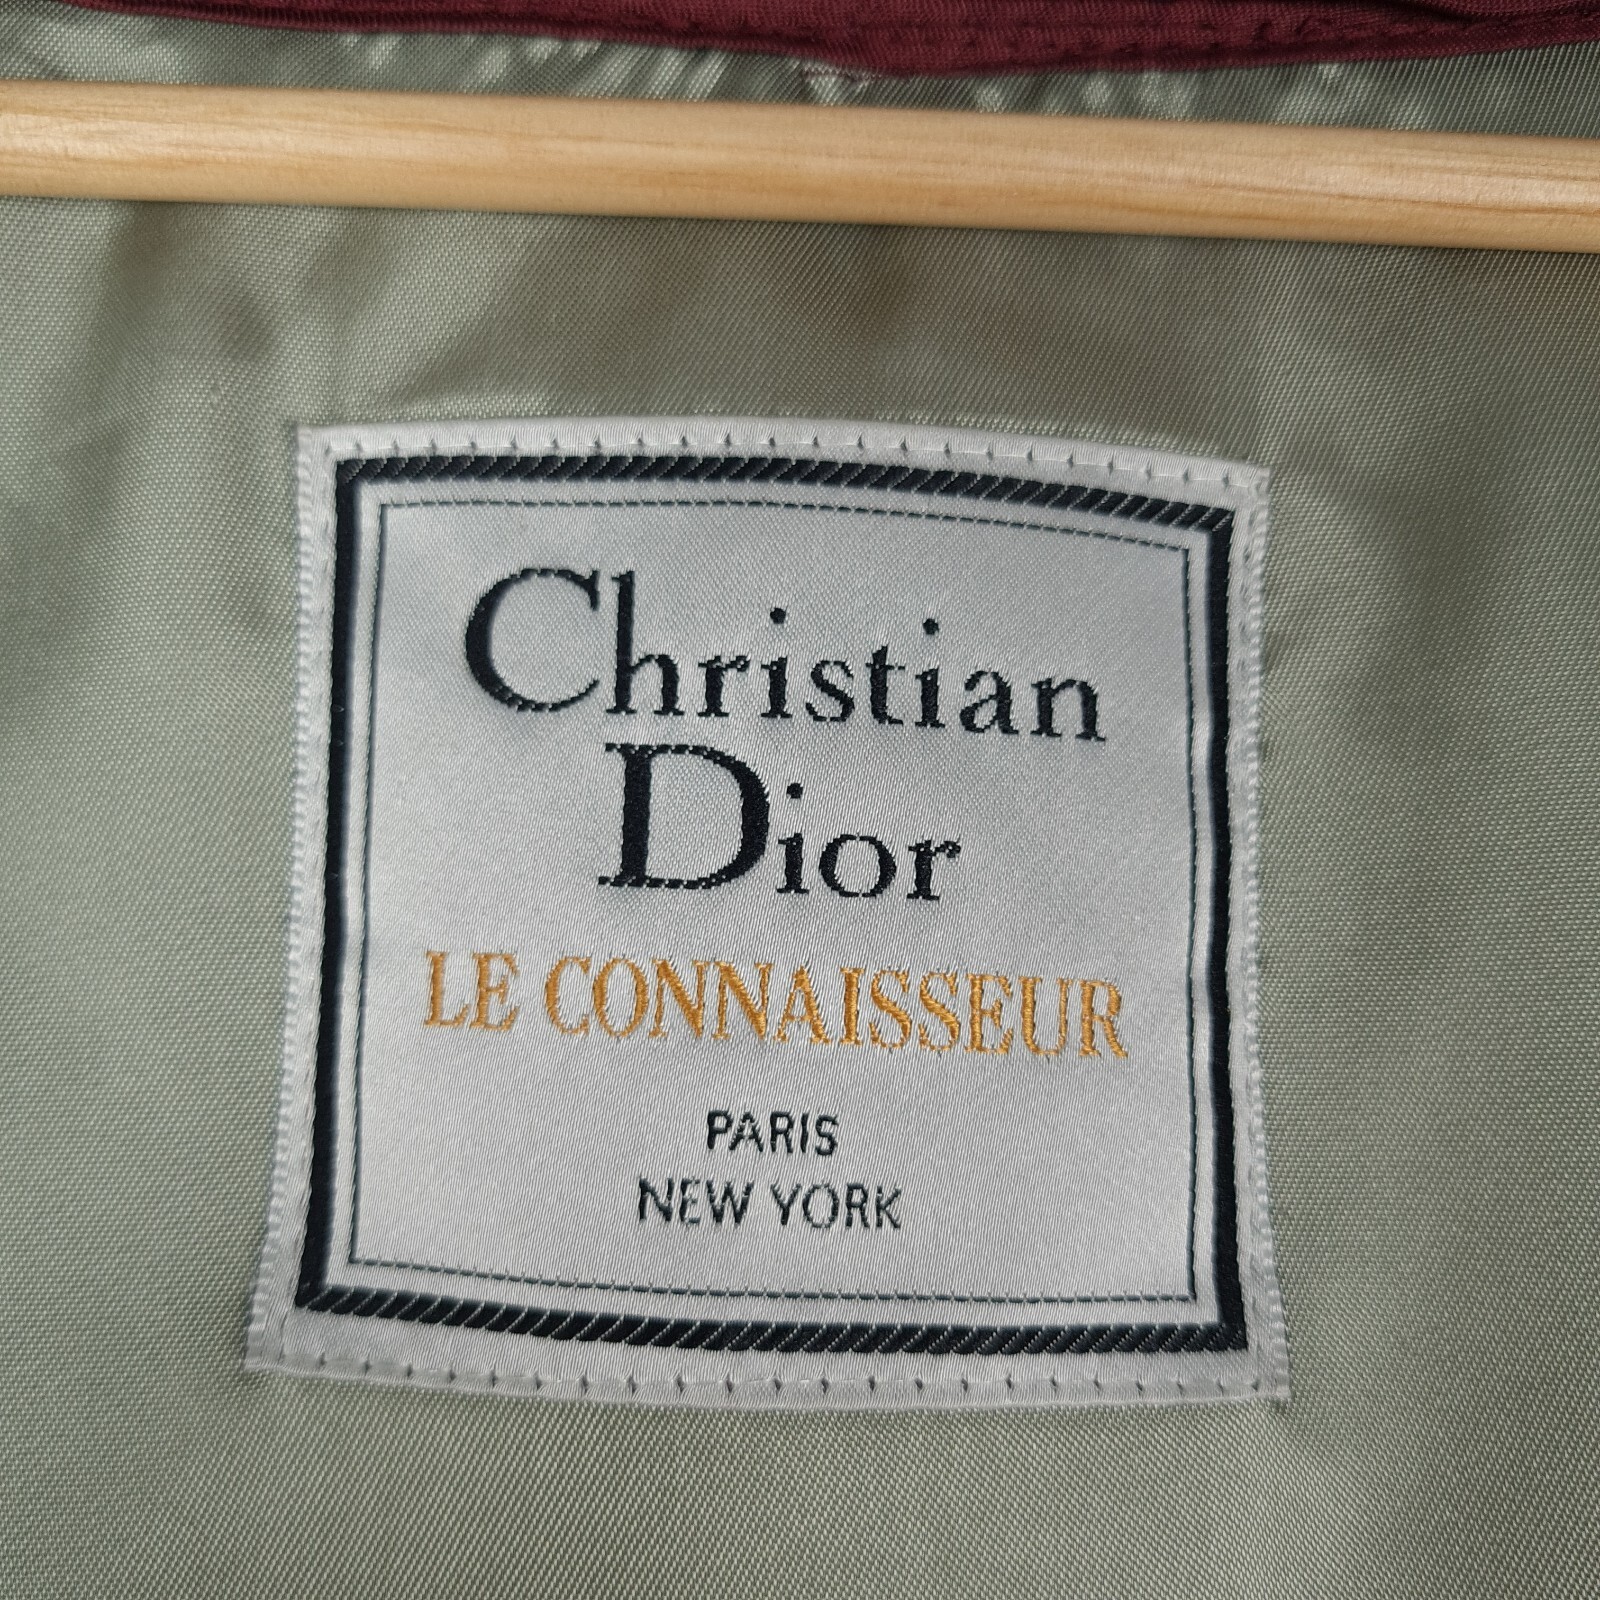 Christian
Dior
LE CONNAISSEUR
PARIS
NEW YORK